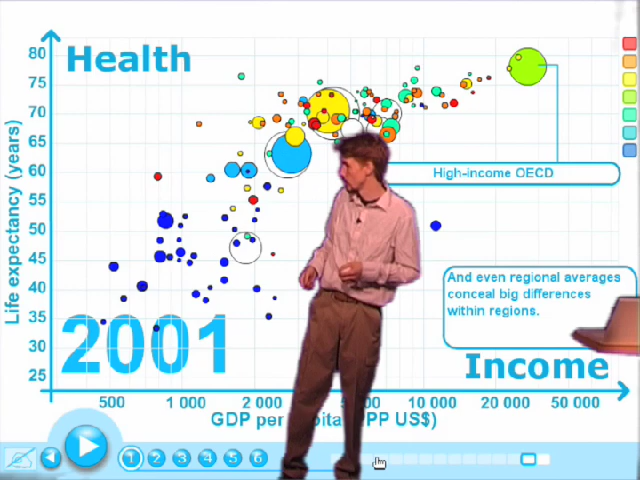 Health
80
75
70
65
60
55
50
45
40
35
30
25
Life expectancy (years)
High-income OECD
And even regional averages
conceal big differences
within regions.
2001
Income
500
1 000
2 000
10 000
20 000
50 000
GDP per
US$)
1
2
3
4
5
6